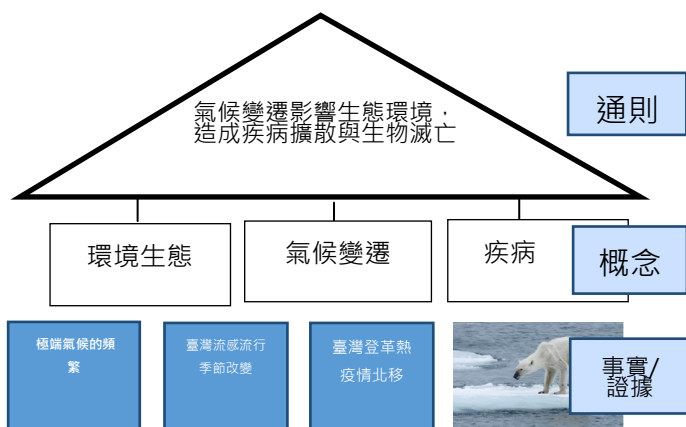 氣候變遷影響生態環境，
造成疾病擴散與生物滅亡
通則
環境生態
氣候變遷
疾病
概念
極端氣候的頻
繁
臺灣流感流行
季節改變
臺灣登革熱
疫情北移
事實/
證據